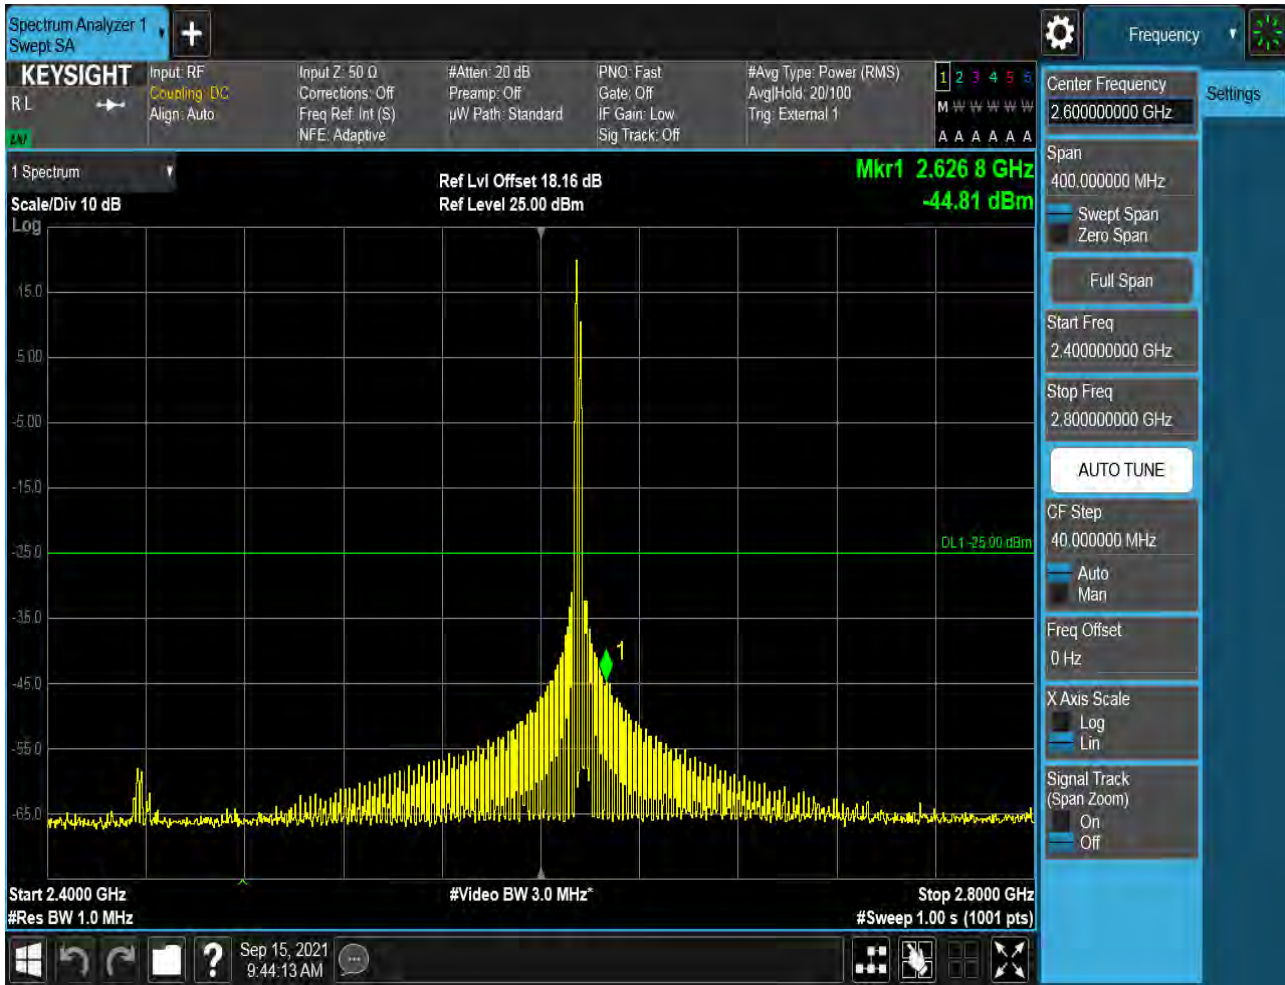 Spectrum Analyzer 1
Swept SA
Frequency
KEYSIGHT
R L
Input: RF
Coupling: DC
Align: Auto
Input Z: 50 Ω
Corrections: Off
Freq Ref: Int (S)
NFE: Adaptive
#Atten: 20 dB
Preamp: Off
µW Path: Standard
PNO: Fast
Gate: Off
IF Gain: Low
Sig Track: Off
#Avg Type: Power (RMS)
Avg|Hold: 20/100
Trig: External 1
1 2 3 4 5 6
M W W W W W
A A A A A A
1 Spectrum
Scale/Div 10 dB
Log
Ref Lvl Offset 18.16 dB
Ref Level 25.00 dBm
Mkr1 2.626 8 GHz
-44.81 dBm
15.0
5.00
-5.00
-15.0
-25.0
-35.0
-45.0
-55.0
-65.0
DL1 -25.00 dBm
1
Start 2.4000 GHz
#Res BW 1.0 MHz
#Video BW 3.0 MHz*
Stop 2.8000 GHz
#Sweep 1.00 s (1001 pts)
Center Frequency
2.600000000 GHz
Settings
Span
400.000000 MHz
Swept Span
Zero Span
Full Span
Start Freq
2.400000000 GHz
Stop Freq
2.800000000 GHz
AUTO TUNE
CF Step
40.000000 MHz
Auto
Man
Freq Offset
0 Hz
X Axis Scale
Log
Lin
Signal Track
(Span Zoom)
On
Off
?
Sep 15, 2021
9:44:13 AM